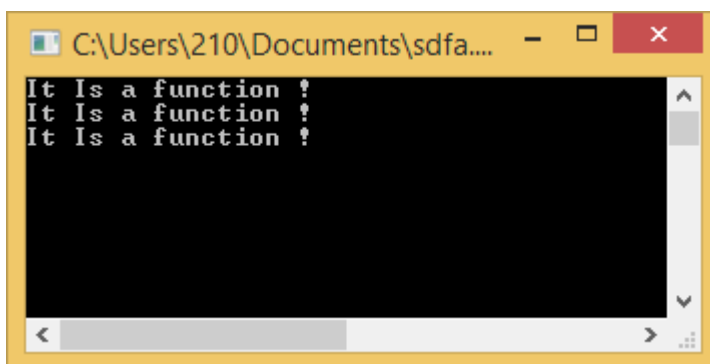 C:\Users\210\Documents\sdfa....
It Is a function !
It Is a function !
It Is a function !